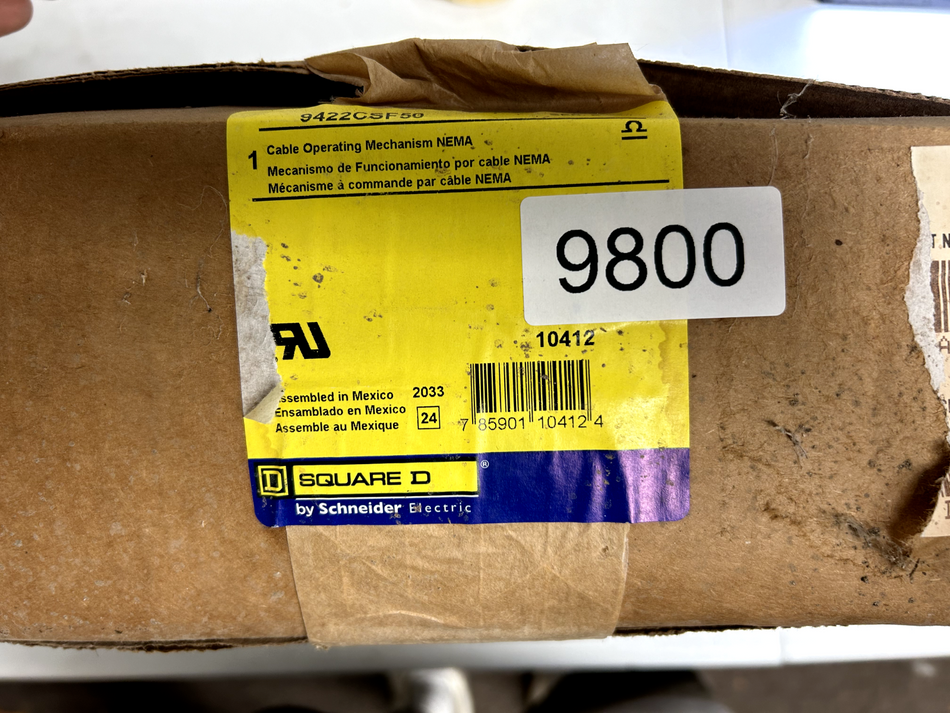 9422CSF50
1 Cable Operating Mechanism NEMA
Mecanismo de Funcionamiento por cable NEMA
Mécanisme à commande par câble NEMA
9800
10412
Assembled in Mexico 2033
Ensamblado en Mexico 24
Assemble au Mexique
7 85901 10412 4
D SQUARE D ®
by Schneider Electric